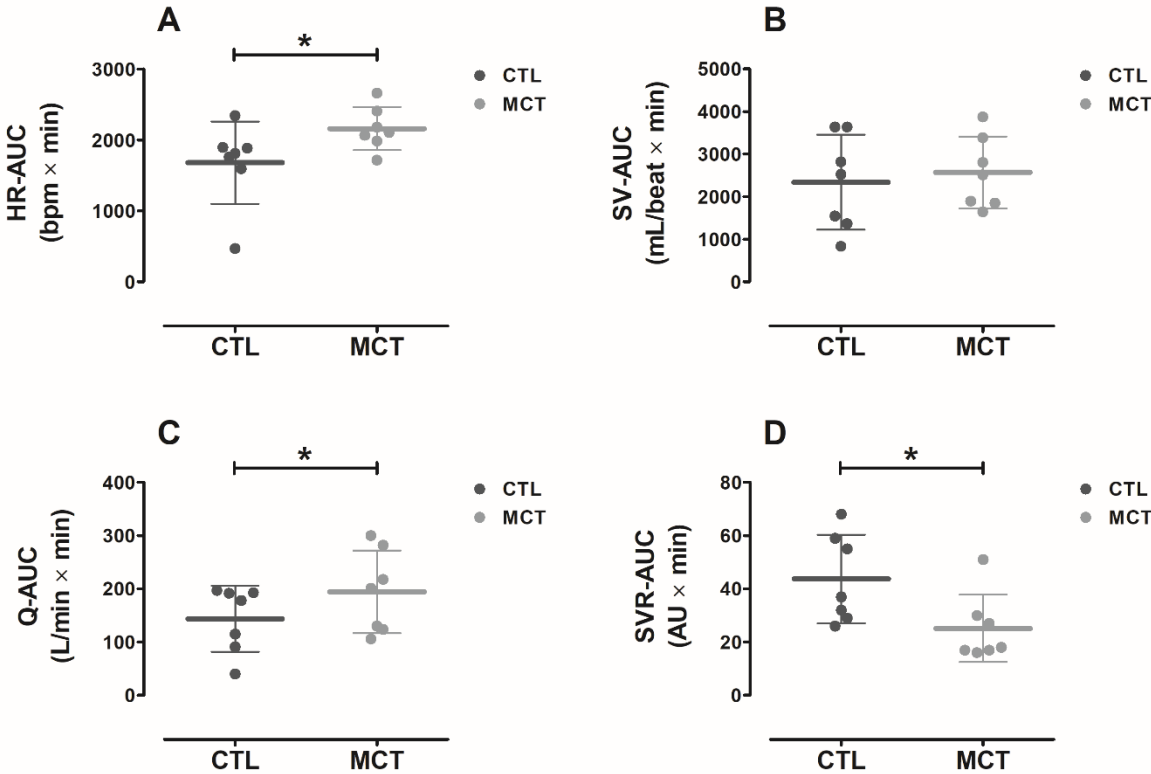 A
*
HR-AUC
(bpm × min)
3000
2000
1000
0
CTL
MCT
CTL
MCT
B
SV-AUC
(mL/beat × min)
5000
4000
3000
2000
1000
0
CTL
MCT
CTL
MCT
C
*
Q-AUC
(L/min × min)
400
300
200
100
0
CTL
MCT
CTL
MCT
D
*
SVR-AUC
(AU × min)
80
60
40
20
0
CTL
MCT
CTL
MCT